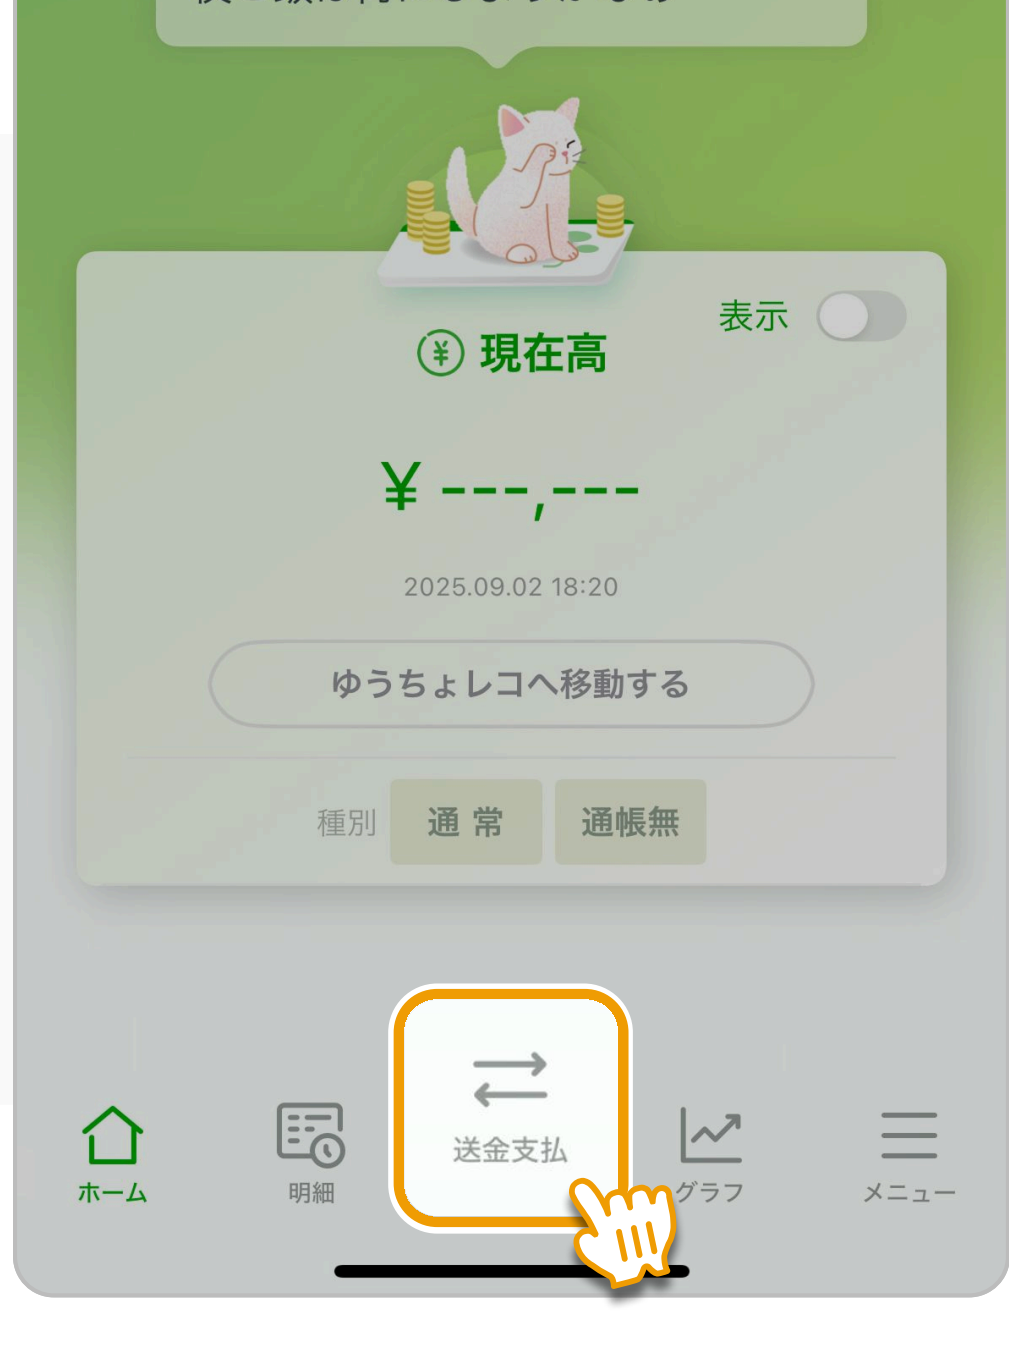 表示
現在高
¥ ---,---
2025.09.02 18:20
ゆうちょレコへ移動する
種別 通常 通帳無
送金支払
ホーム 明細 グラフ メニュー